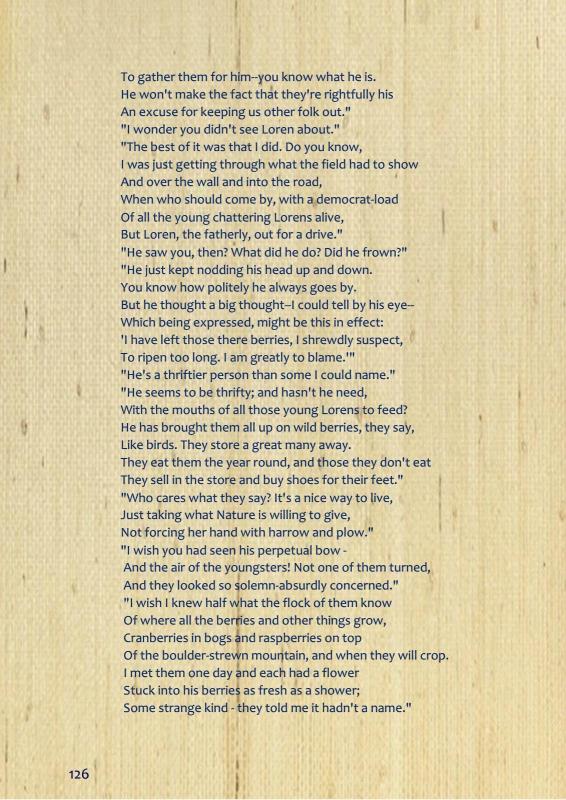 To gather them for him--you know what he is.
He won't make the fact that they're rightfully his
An excuse for keeping us other folk out."
"I wonder you didn't see Loren about."
"The best of it was that I did. Do you know,
I was just getting through what the field had to show
And over the wall and into the road,
When who should come by, with a democrat-load
Of all the young chattering Lorens alive,
But Loren, the fatherly, out for a drive."
"He saw you, then? What did he do? Did he frown?"
"He just kept nodding his head up and down.
You know how politely he always goes by.
But he thought a big thought--I could tell by his eye--
Which being expressed, might be this in effect:
'I have left those there berries, I shrewdly suspect,
To ripen too long. I am greatly to blame.'"
"He's a thriftier person than some I could name."
"He seems to be thrifty; and hasn't he need,
With the mouths of all those young Lorens to feed?
He has brought them all up on wild berries, they say,
Like birds. They store a great many away.
They eat them the year round, and those they don't eat
They sell in the store and buy shoes for their feet."
"Who cares what they say? It's a nice way to live,
Just taking what Nature is willing to give,
Not forcing her hand with harrow and plow."
"I wish you had seen his perpetual bow -
And the air of the youngsters! Not one of them turned,
And they looked so solemn-absurdly concerned."
"I wish I knew half what the flock of them know
Of where all the berries and other things grow,
Cranberries in bogs and raspberries on top
Of the boulder-strewn mountain, and when they will crop.
I met them one day and each had a flower
Stuck into his berries as fresh as a shower;
Some strange kind - they told me it hadn't a name."
126